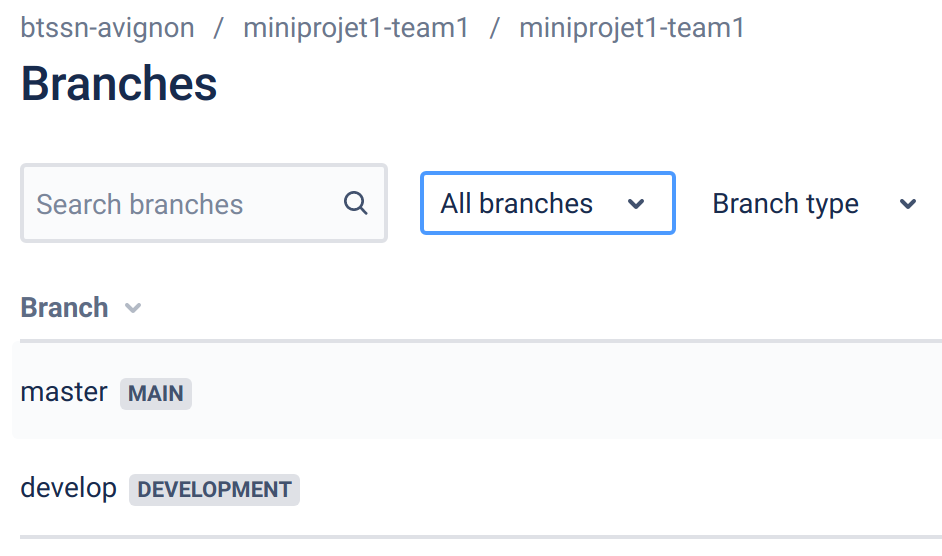 btssn-avignon / miniprojet1-team1 / miniprojet1-team1
Branches
Search branches All branches Branch type
Branch
master MAIN
develop DEVELOPMENT